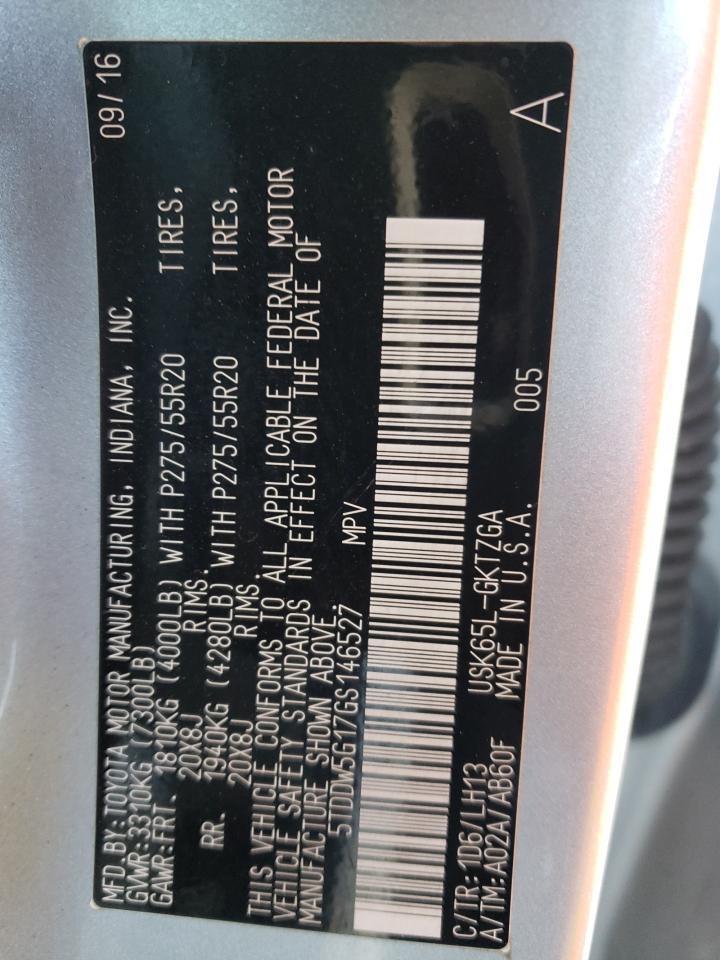 MFD. BY: TOYOTA MOTOR MANUFACTURING, INDIANA, INC. 09/16
GVWR: 3310KG (7300LB)
GAWR: FRT. 1810KG (4000LB) WITH P275/55R20 TIRES,
20X8J RIMS.
RR. 1940KG (4280LB) WITH P275/55R20 TIRES,
20X8J RIMS.
THIS VEHICLE CONFORMS TO ALL APPLICABLE FEDERAL MOTOR
VEHICLE SAFETY STANDARDS IN EFFECT ON THE DATE OF
MANUFACTURE SHOWN ABOVE.
5TDDW5G17GS146527 MPV
C/TR: 1D6/LH13 USK65L-GKTZGA
A/TM: A02A/AB60F MADE IN U.S.A. 005 A